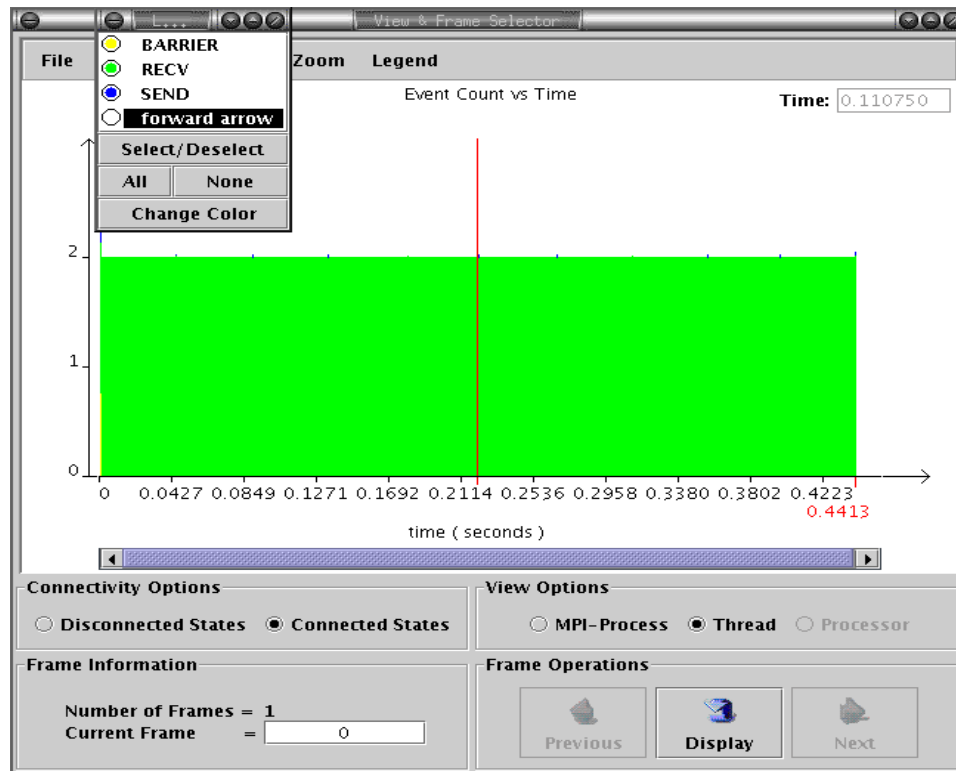 L...
View & Frame Selector
File Zoom Legend
BARRIER
RECV
SEND
forward arrow
Select/Deselect
All None
Change Color
Event Count vs Time
Time: 0.110750
2
1
0
0 0.0427 0.0849 0.1271 0.1692 0.2114 0.2536 0.2958 0.3380 0.3802 0.4223
0.4413
time ( seconds )
Connectivity Options
Disconnected States Connected States
View Options
MPI-Process Thread Processor
Frame Information
Number of Frames = 1
Current Frame = 0
Frame Operations
Previous Display Next